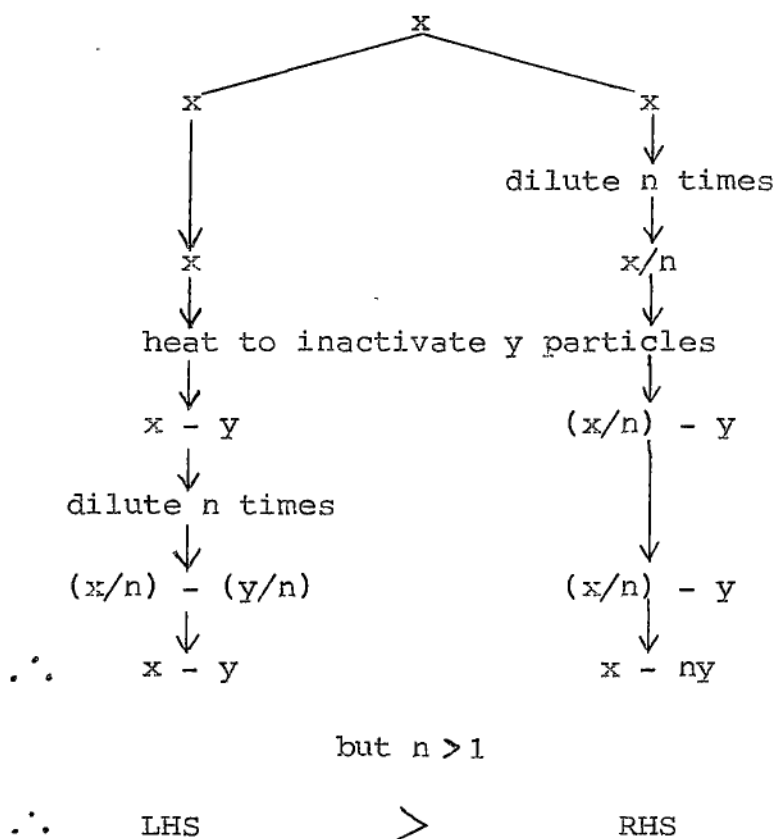 x
x x
dilute n times
x x/n
heat to inactivate y particles
x - y (x/n) - y
dilute n times
(x/n) - (y/n) (x/n) - y
∴ x - y x - ny
but n > 1
∴ LHS > RHS